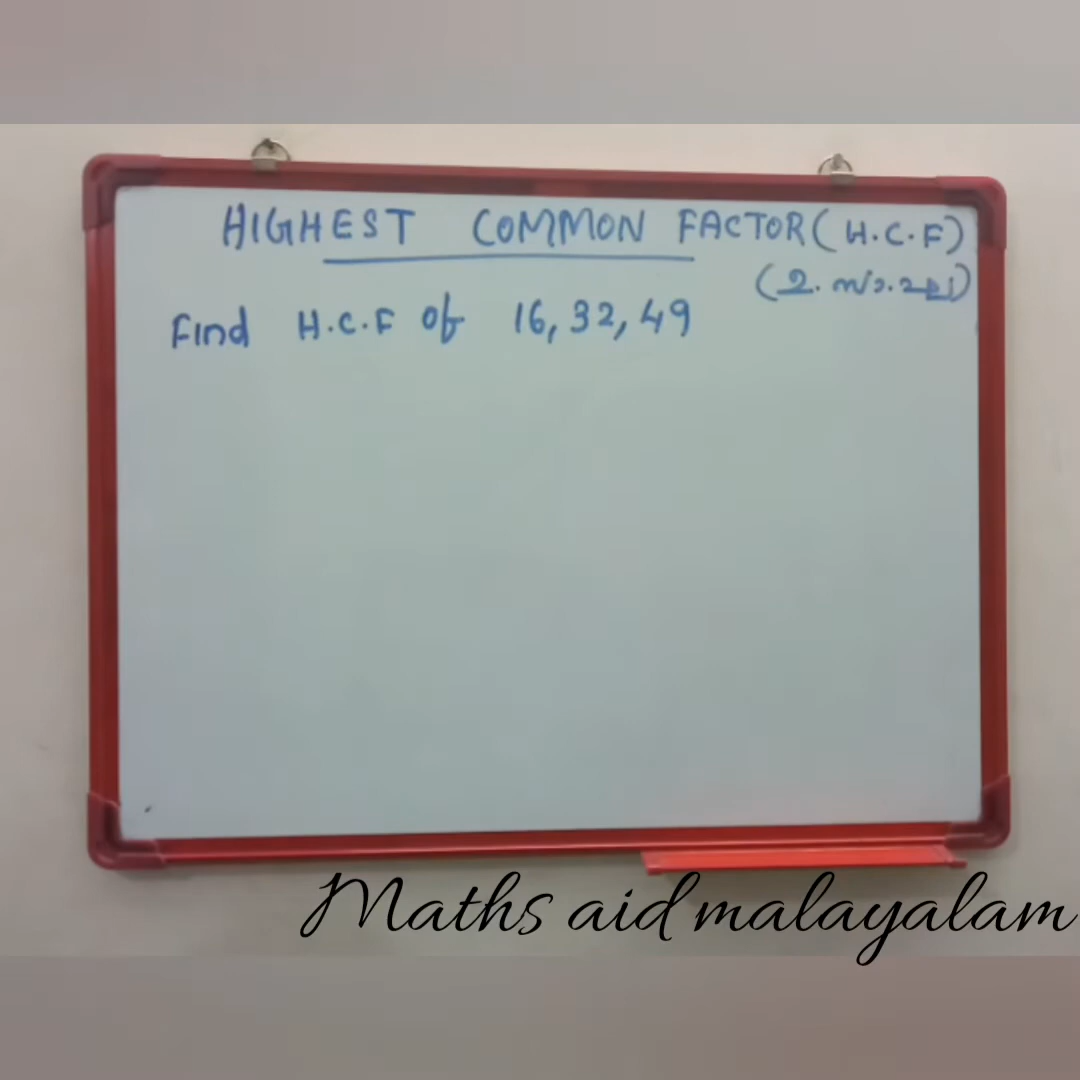 HIGHEST COMMON FACTOR (H.C.F)
(ഉ. സാ. ഘ)
Find H.C.F of 16, 32, 49
Maths aid malayalam